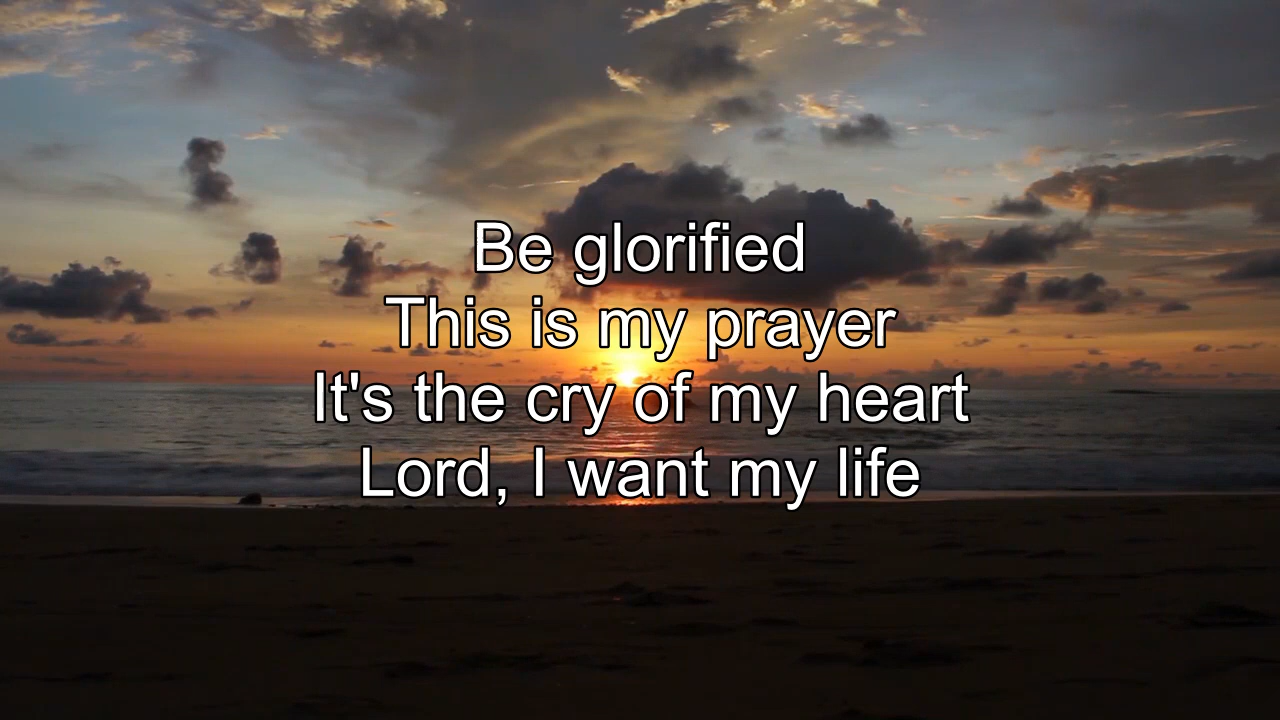 Be glorified
This is my prayer
It's the cry of my heart
Lord, I want my life